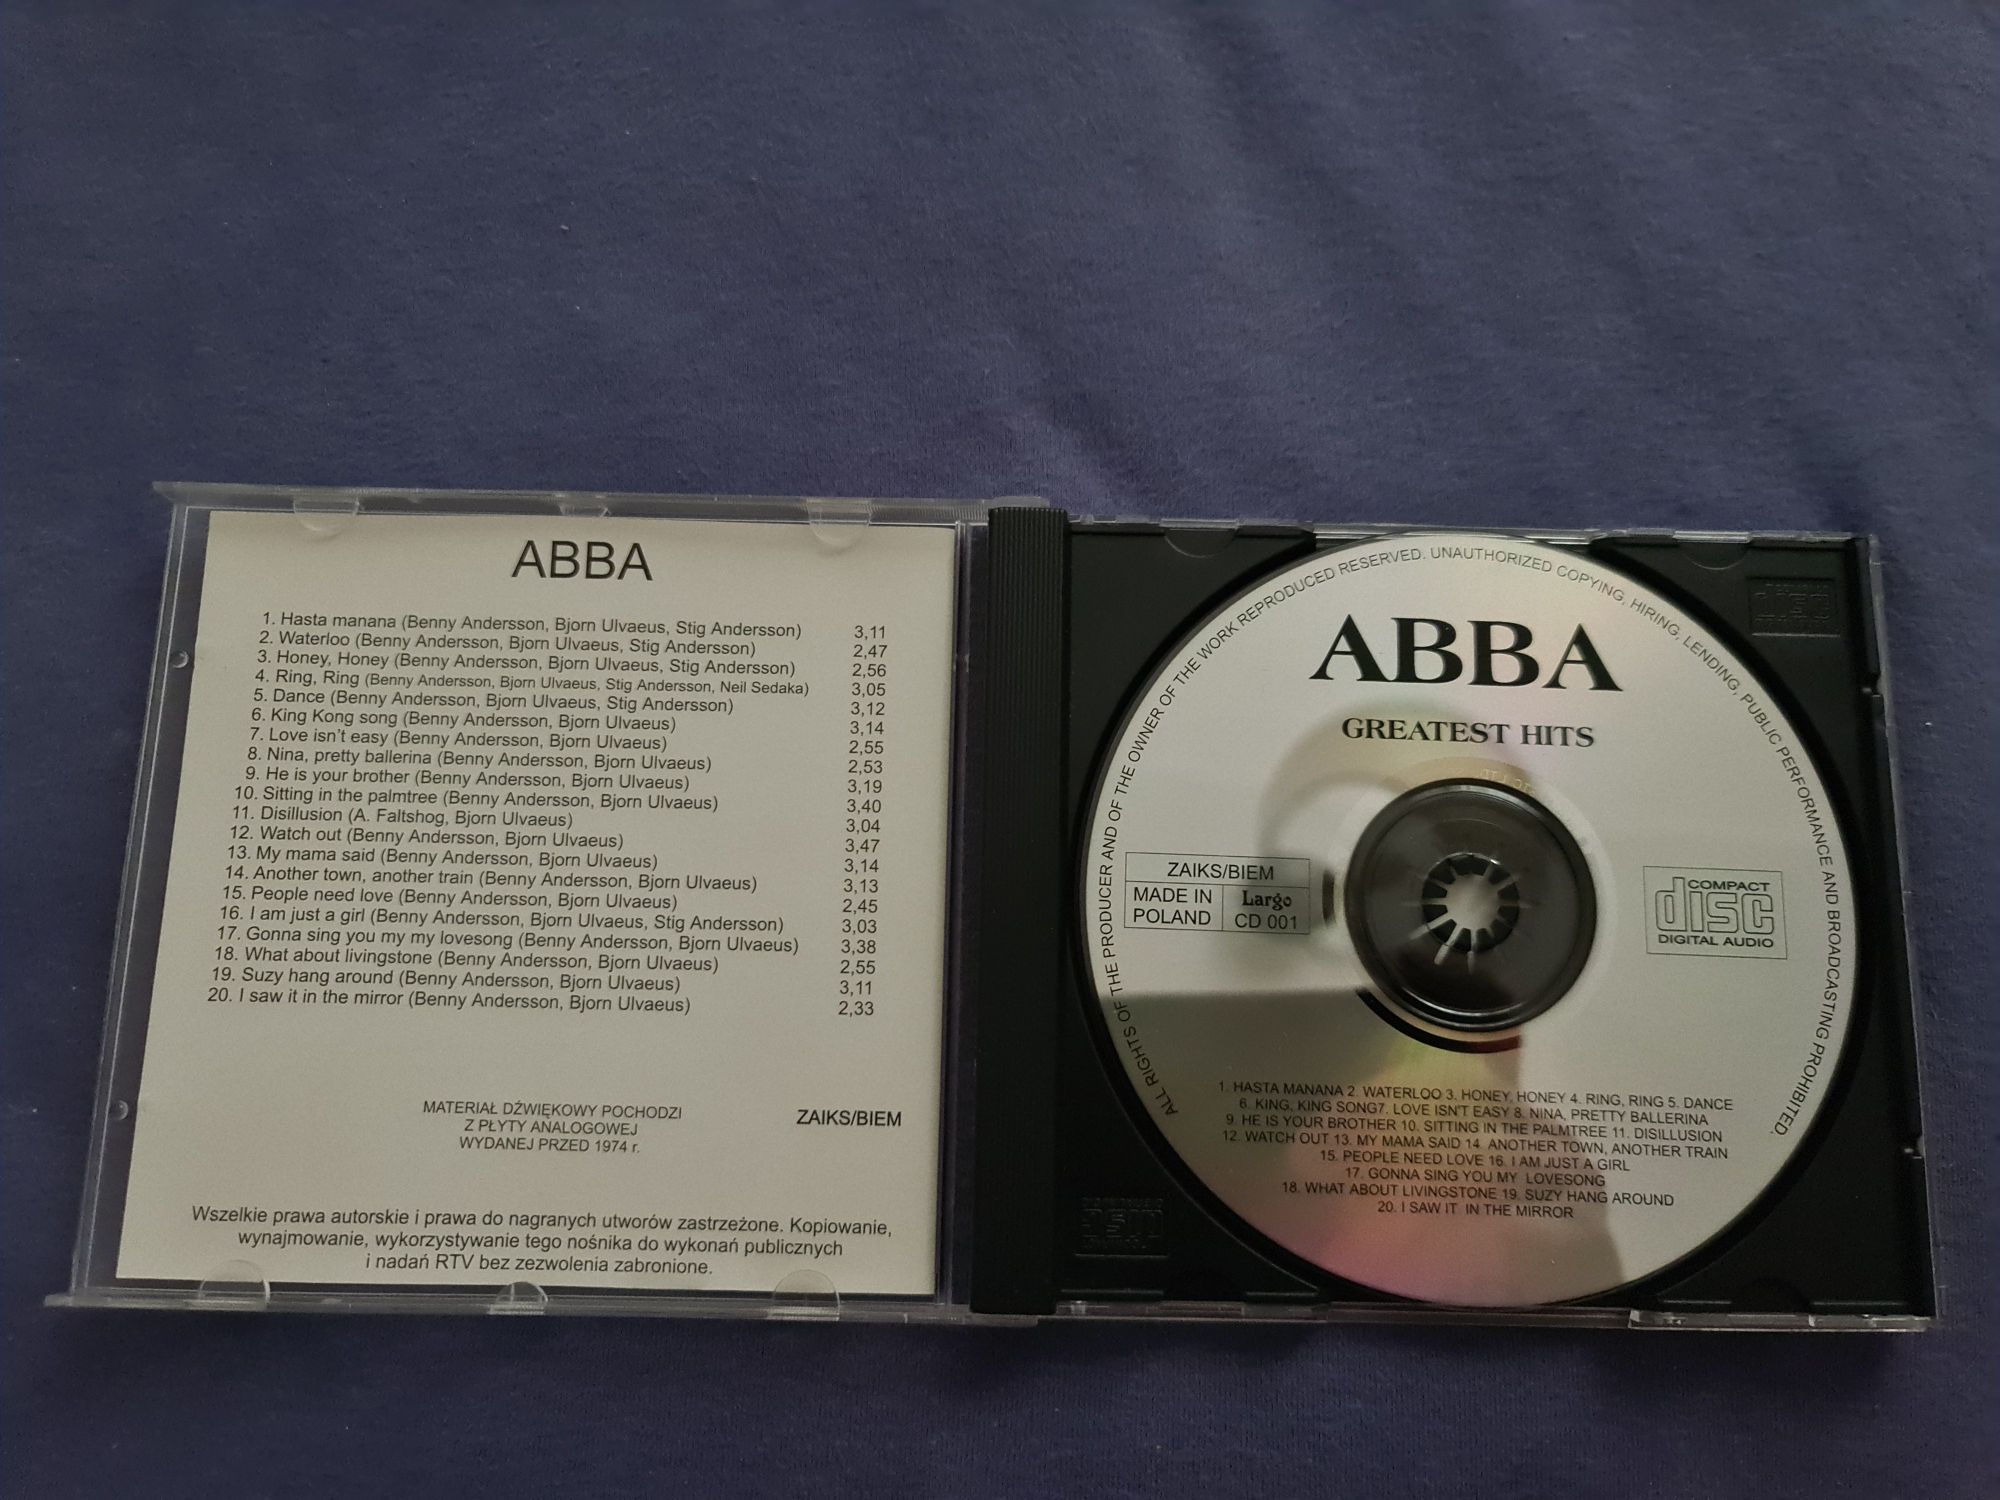 ABBA
1. Hasta manana (Benny Andersson, Bjorn Ulvaeus, Stig Andersson) 3,11
2. Waterloo (Benny Andersson, Bjorn Ulvaeus, Stig Andersson) 2,47
3. Honey, Honey (Benny Andersson, Bjorn Ulvaeus, Stig Andersson) 2,56
4. Ring, Ring (Benny Andersson, Bjorn Ulvaeus, Stig Andersson, Neil Sedaka) 3,05
5. Dance (Benny Andersson, Bjorn Ulvaeus, Stig Andersson) 3,12
6. King Kong song (Benny Andersson, Bjorn Ulvaeus) 3,14
7. Love isn't easy (Benny Andersson, Bjorn Ulvaeus) 2,55
8. Nina, pretty ballerina (Benny Andersson, Bjorn Ulvaeus) 2,53
9. He is your brother (Benny Andersson, Bjorn Ulvaeus) 3,19
10. Sitting in the palmtree (Benny Andersson, Bjorn Ulvaeus) 3,40
11. Disillusion (A. Faltshog, Bjorn Ulvaeus) 3,04
12. Watch out (Benny Andersson, Bjorn Ulvaeus) 3,47
13. My mama said (Benny Andersson, Bjorn Ulvaeus) 3,14
14. Another town, another train (Benny Andersson, Bjorn Ulvaeus) 3,13
15. People need love (Benny Andersson, Bjorn Ulvaeus) 2,45
16. I am just a girl (Benny Andersson, Bjorn Ulvaeus, Stig Andersson) 3,03
17. Gonna sing you my my lovesong (Benny Andersson, Bjorn Ulvaeus) 3,38
18. What about livingstone (Benny Andersson, Bjorn Ulvaeus) 2,55
19. Suzy hang around (Benny Andersson, Bjorn Ulvaeus) 3,11
20. I saw it in the mirror (Benny Andersson, Bjorn Ulvaeus) 2,33
MATERIAŁ DŹWIĘKOWY POCHODZI
Z PŁYTY ANALOGOWEJ
WYDANEJ PRZED 1974 r.
ZAIKS/BIEM
Wszelkie prawa autorskie i prawa do nagranych utworów zastrzeżone. Kopiowanie,
wynajmowanie, wykorzystywanie tego nośnika do wykonań publicznych
i nadań RTV bez zezwolenia zabronione.
ALL RIGHTS OF THE PRODUCER AND OF THE OWNER OF THE WORK REPRODUCED RESERVED. UNAUTHORIZED COPYING, HIRING, LENDING, PUBLIC PERFORMANCE AND BROADCASTING PROHIBITED.
ABBA
GREATEST HITS
ZAIKS/BIEM
MADE IN
POLAND
Largo
CD 001
COMPACT
disc
DIGITAL AUDIO
1. HASTA MANANA 2. WATERLOO 3. HONEY, HONEY 4. RING, RING 5. DANCE
6. KING, KING SONG7. LOVE ISN'T EASY 8. NINA, PRETTY BALLERINA
9. HE IS YOUR BROTHER 10. SITTING IN THE PALMTREE 11. DISILLUSION
12. WATCH OUT 13. MY MAMA SAID 14. ANOTHER TOWN, ANOTHER TRAIN
15. PEOPLE NEED LOVE 16. I AM JUST A GIRL
17. GONNA SING YOU MY LOVESONG
18. WHAT ABOUT LIVINGSTONE 19. SUZY HANG AROUND
20. I SAW IT IN THE MIRROR